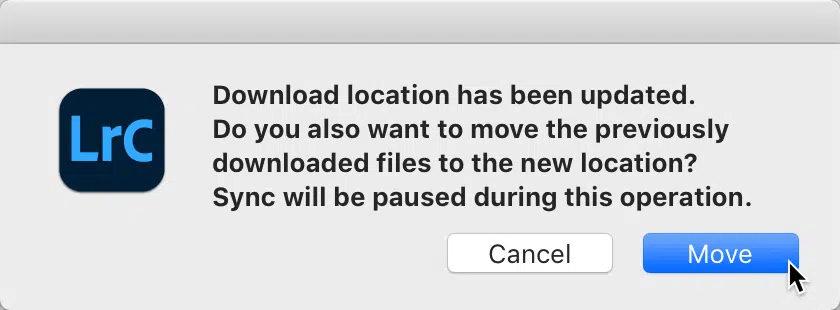 LrC
Download location has been updated.
Do you also want to move the previously
downloaded files to the new location?
Sync will be paused during this operation.
Cancel
Move